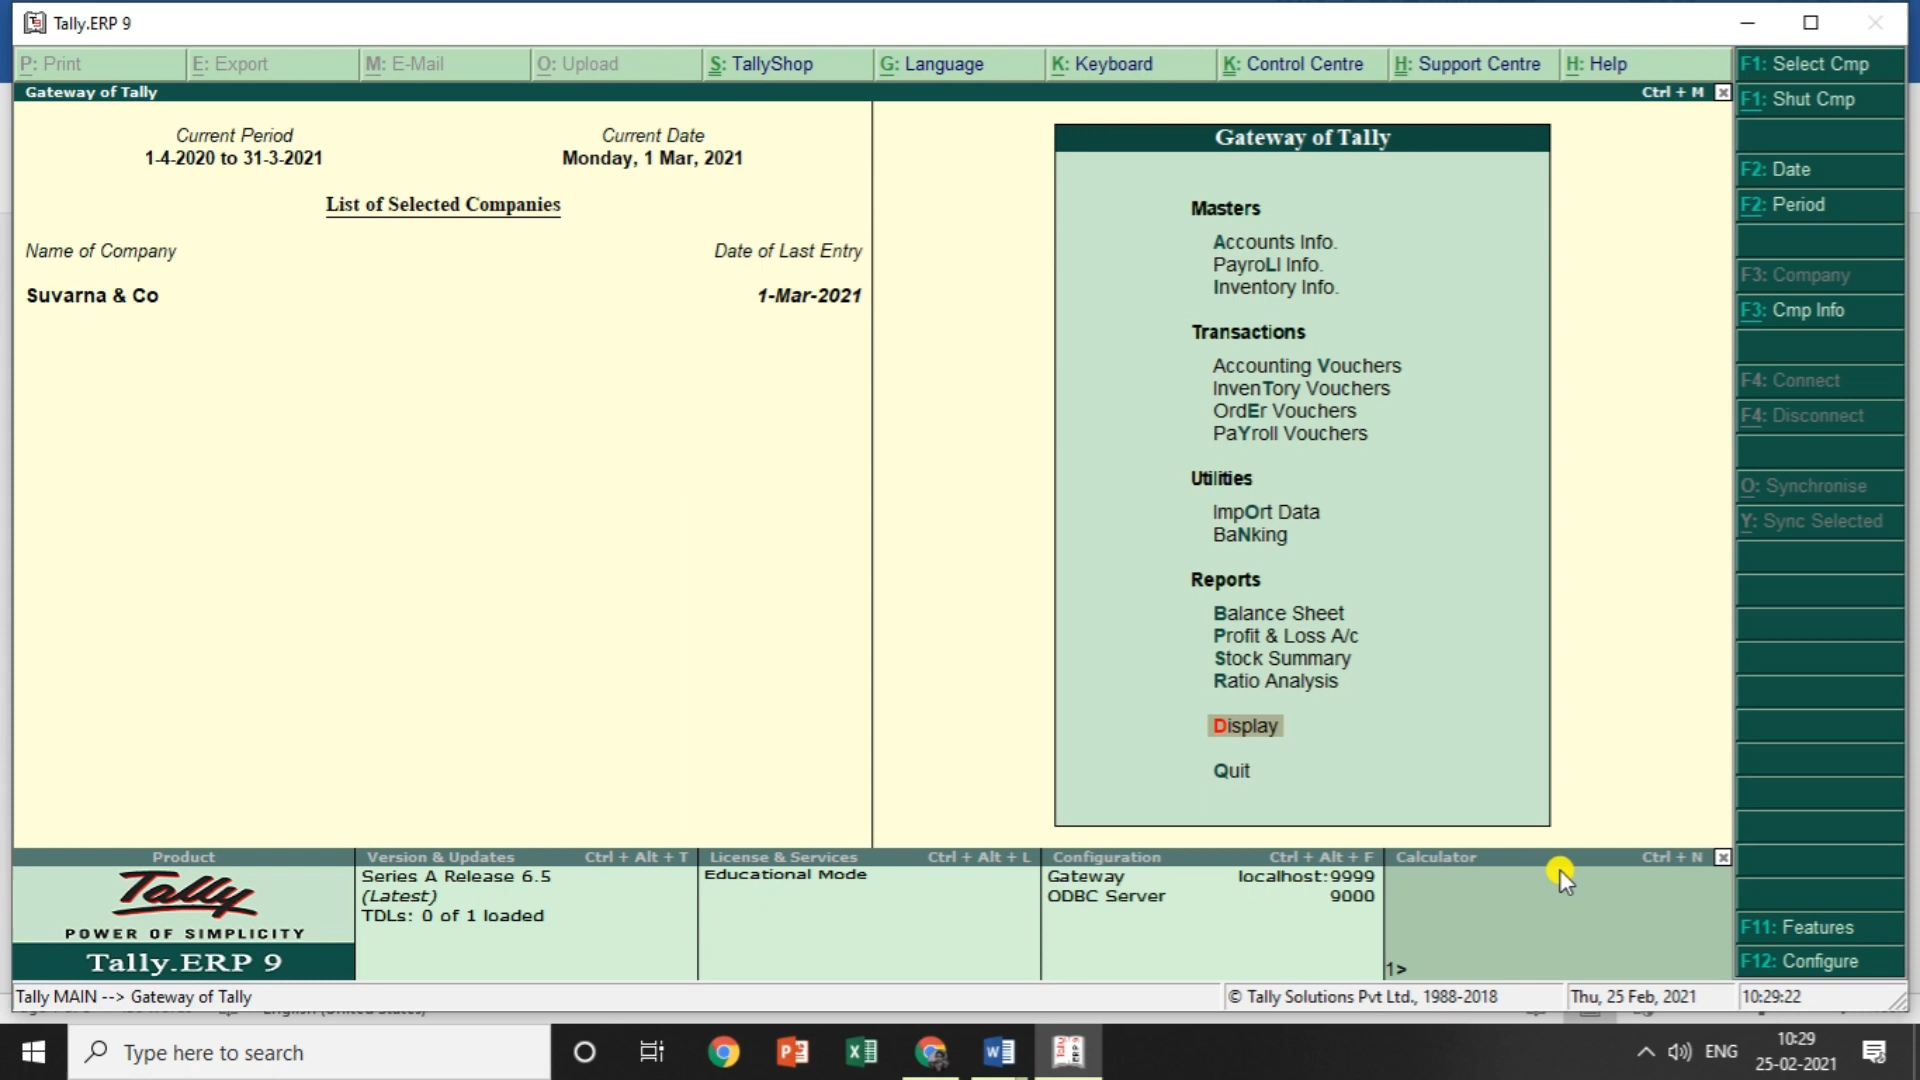 Tally.ERP 9
P: Print
E: Export
M: E-Mail
O: Upload
S: TallyShop
G: Language
K: Keyboard
K: Control Centre
H: Support Centre
H: Help
Gateway of Tally
Ctrl + M
Current Period
1-4-2020 to 31-3-2021
Current Date
Monday, 1 Mar, 2021
List of Selected Companies
Name of Company
Date of Last Entry
Suvarna & Co
1-Mar-2021
Gateway of Tally
Masters
Accounts Info.
PayroLl Info.
Inventory Info.
Transactions
Accounting Vouchers
InvenTory Vouchers
OrdEr Vouchers
PaYroll Vouchers
Utilities
ImpOrt Data
BaNking
Reports
Balance Sheet
Profit & Loss A/c
Stock Summary
Ratio Analysis
Display
Quit
F1: Select Cmp
F1: Shut Cmp
F2: Date
F2: Period
F3: Company
F3: Cmp Info
F4: Connect
F4: Disconnect
O: Synchronise
Y: Sync Selected
F11: Features
F12: Configure
Product
Tally
POWER OF SIMPLICITY
Tally.ERP 9
Version & Updates
Ctrl + Alt + T
Series A Release 6.5
(Latest)
TDLs: 0 of 1 loaded
License & Services
Ctrl + Alt + L
Educational Mode
Configuration
Ctrl + Alt + F
Gateway
localhost:9999
ODBC Server
9000
Calculator
Ctrl + N
1>
Tally MAIN --> Gateway of Tally
© Tally Solutions Pvt Ltd., 1988-2018
Thu, 25 Feb, 2021
10:29:22
Type here to search
ENG
10:29
25-02-2021